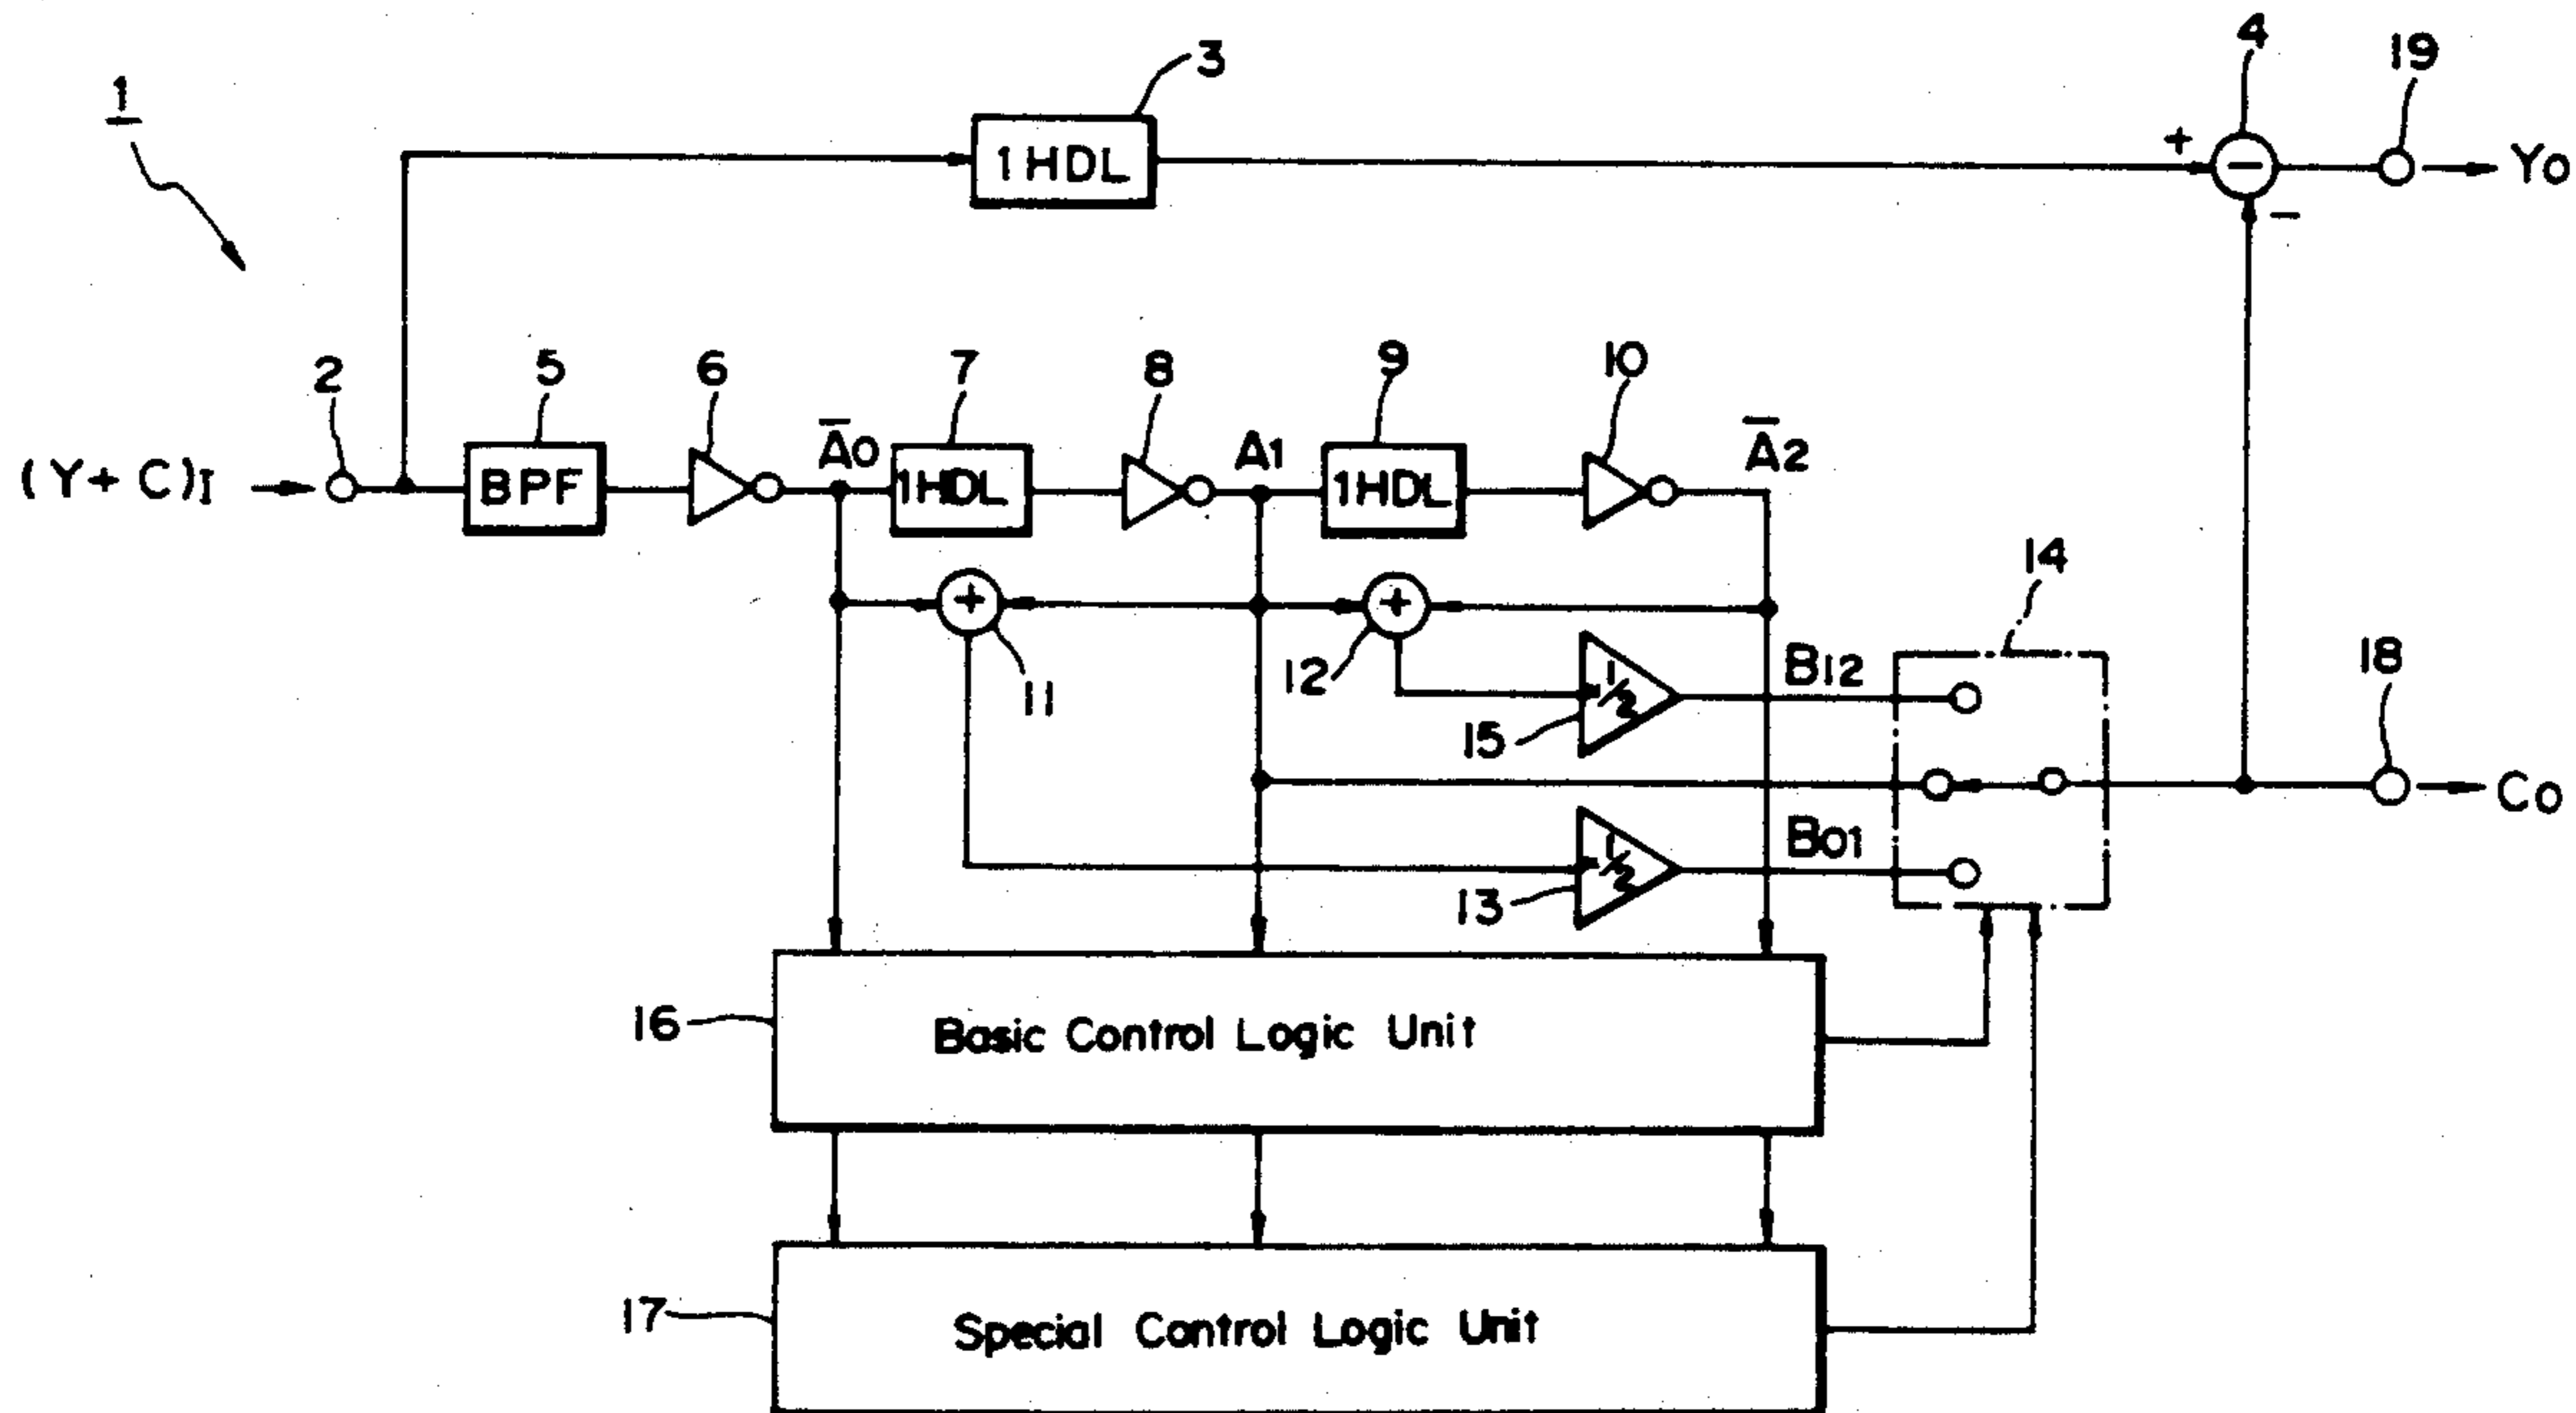 1
3
4
19
1HDL
+
−
Yo
−
2
5
6
7
8
9
10
(Y+C)I
BPF
A̅0
1HDL
A1
1HDL
A̅2
+
+
14
11
12
1/2
B12
18
15
Co
1/2
B01
13
16
Basic Control Logic Unit
17
Special Control Logic Unit